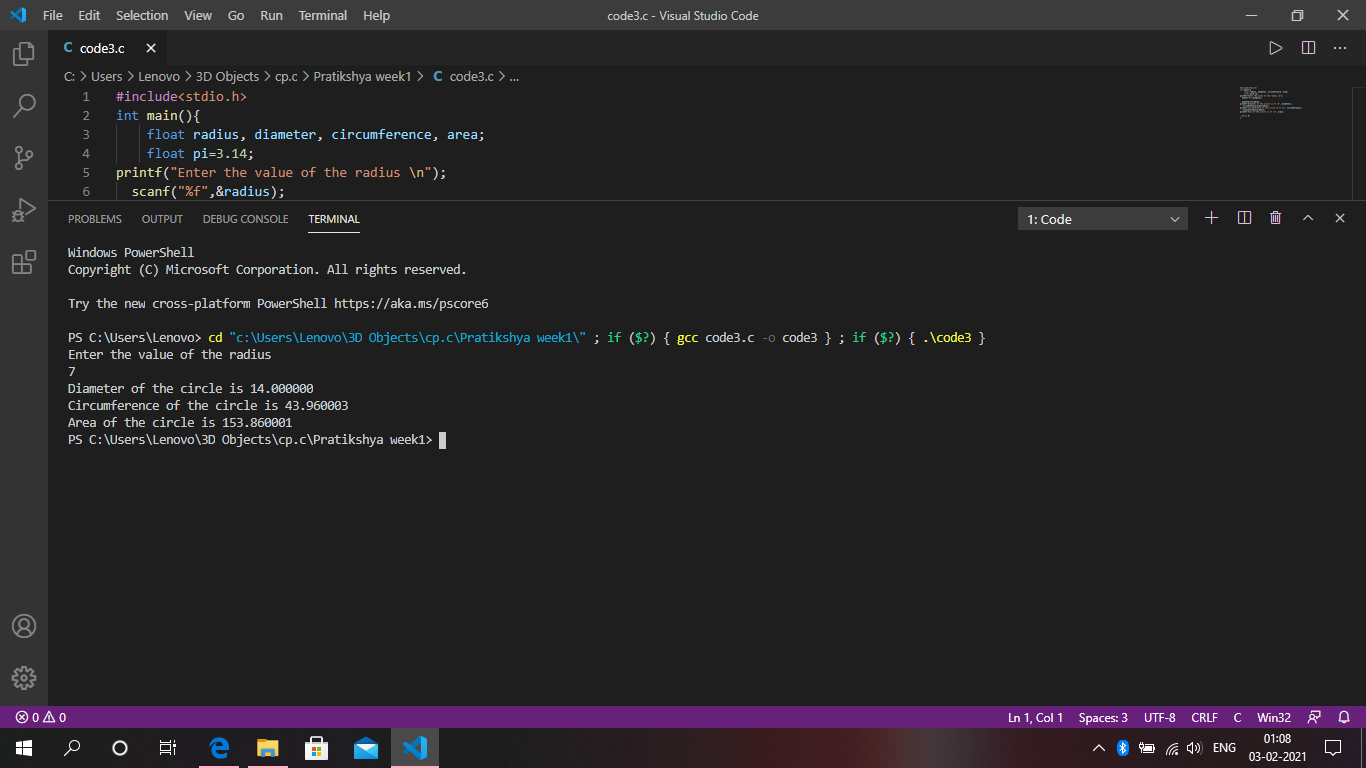 File Edit Selection View Go Run Terminal Help code3.c - Visual Studio Code
C code3.c
C: > Users > Lenovo > 3D Objects > cp.c > Pratikshya week1 > C code3.c > ...
1 #include<stdio.h>
2 int main(){
3 float radius, diameter, circumference, area;
4 float pi=3.14;
5 printf("Enter the value of the radius \n");
6 scanf("%f",&radius);
PROBLEMS OUTPUT DEBUG CONSOLE TERMINAL 1: Code
Windows PowerShell
Copyright (C) Microsoft Corporation. All rights reserved.
Try the new cross-platform PowerShell https://aka.ms/pscore6
PS C:\Users\Lenovo> cd "c:\Users\Lenovo\3D Objects\cp.c\Pratikshya week1\" ; if ($?) { gcc code3.c -o code3 } ; if ($?) { .\code3 }
Enter the value of the radius
7
Diameter of the circle is 14.000000
Circumference of the circle is 43.960003
Area of the circle is 153.860001
PS C:\Users\Lenovo\3D Objects\cp.c\Pratikshya week1>
0 0 Ln 1, Col 1 Spaces: 3 UTF-8 CRLF C Win32
ENG 01:08
03-02-2021